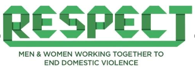 RESPECT
MEN & WOMEN WORKING TOGETHER TO
END DOMESTIC VIOLENCE